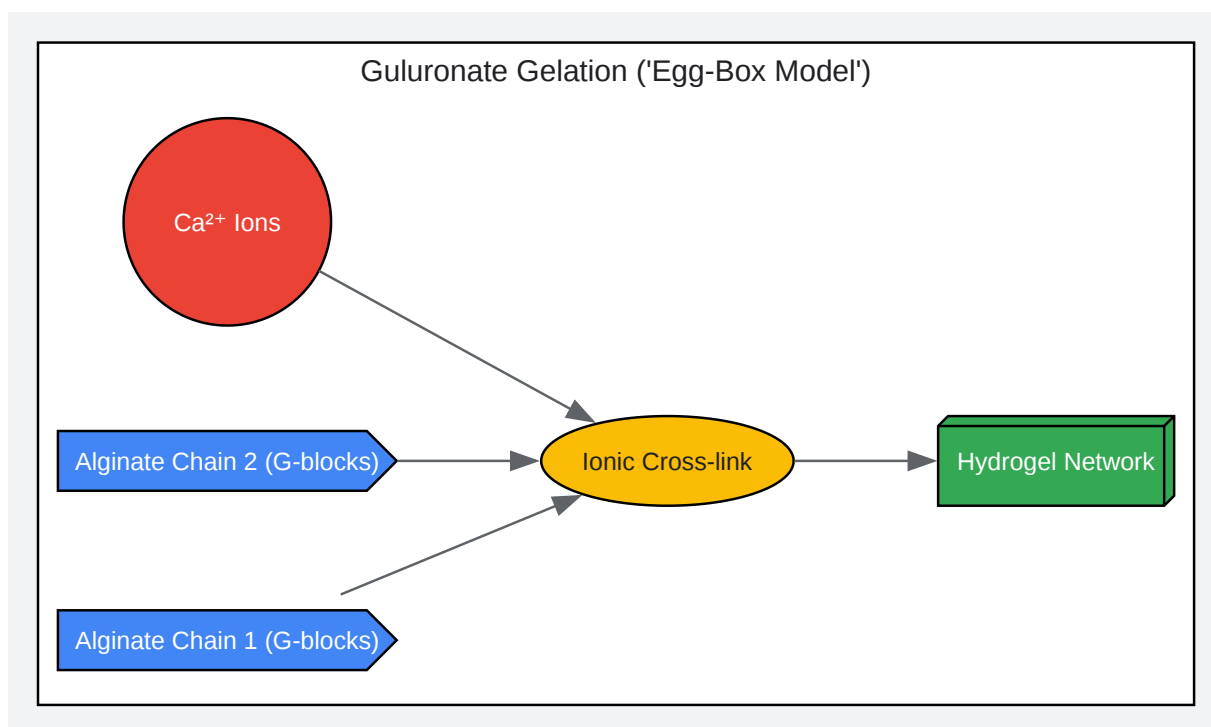 Guluronate Gelation ('Egg-Box Model')
Ca²⁺ Ions
Alginate Chain 2 (G-blocks)
Ionic Cross-link
Hydrogel Network
Alginate Chain 1 (G-blocks)